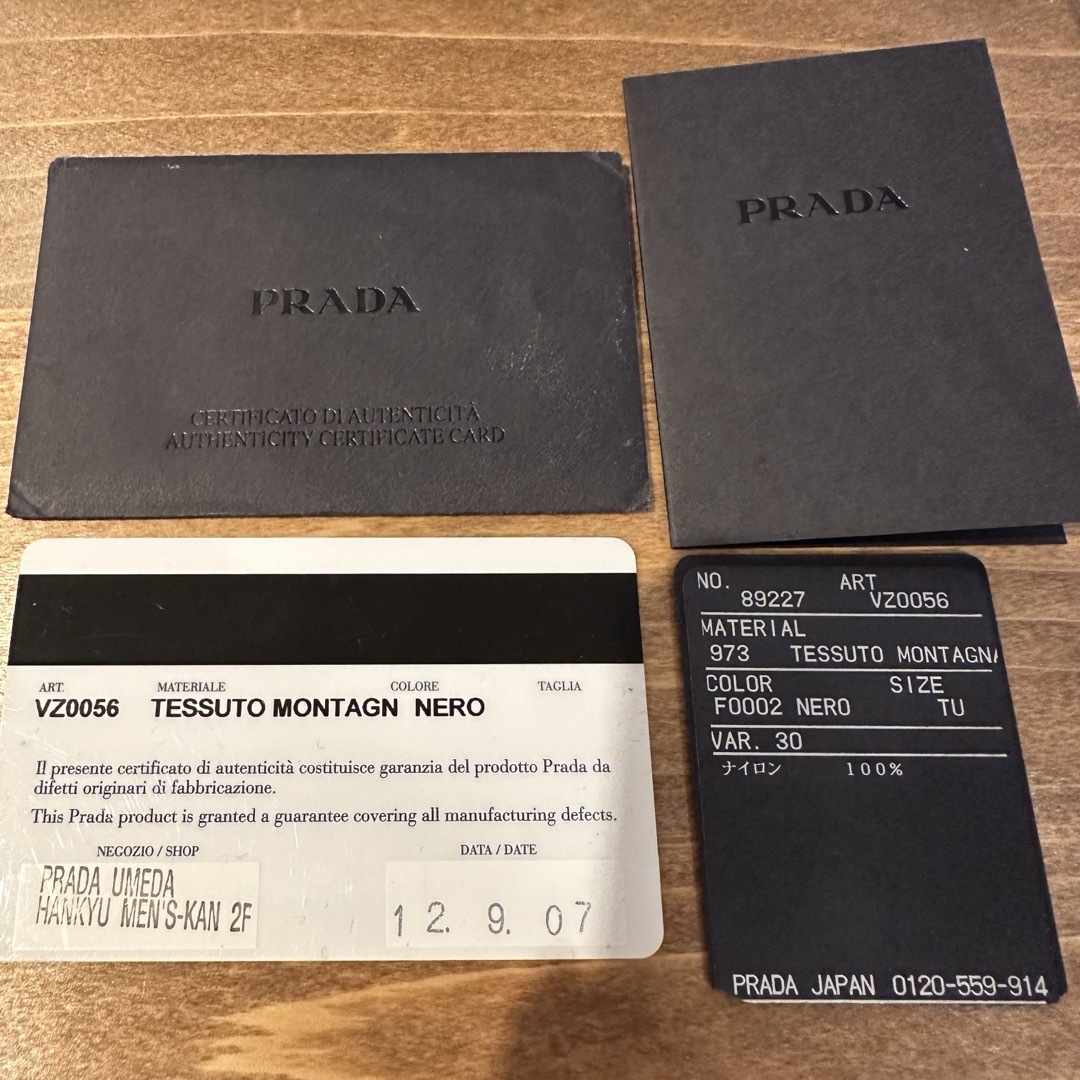 PRADA
CERTIFICATO DI AUTENTICITÀ
AUTHENTICITY CERTIFICATE CARD
PRADA
ART. MATERIALE COLORE TAGLIA
VZ0056 TESSUTO MONTAGN NERO
Il presente certificato di autenticità costituisce garanzia del prodotto Prada da
difetti originari di fabbricazione.
This Prada product is granted a guarantee covering all manufacturing defects.
NEGOZIO / SHOP DATA / DATE
PRADA UMEDA
HANKYU MEN'S-KAN 2F
12. 9. 07
NO. ART
89227 VZ0056
MATERIAL
973 TESSUTO MONTAGNA
COLOR SIZE
F0002 NERO TU
VAR. 30
ナイロン 100%
PRADA JAPAN 0120-559-914